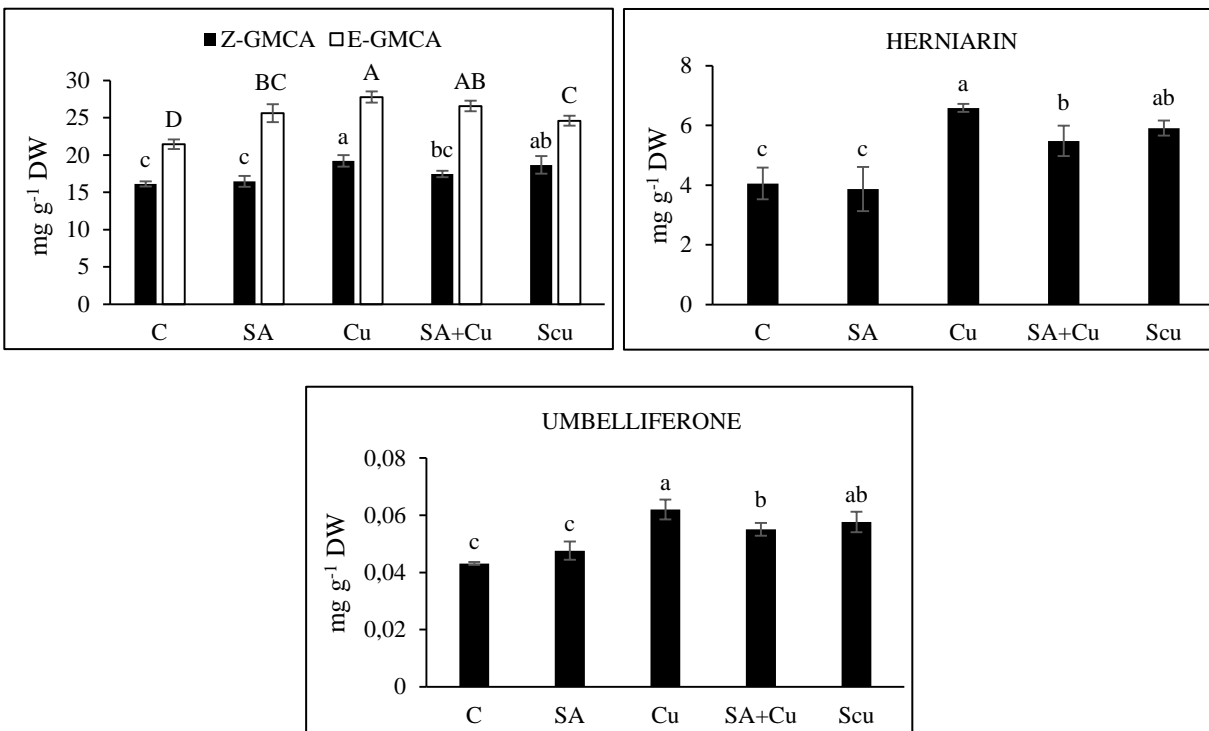 Z-GMCA E-GMCA
mg g-1 DW
30
25
20
15
10
5
0
c D
c BC
a A
bc AB
ab C
C SA Cu SA+Cu Scu
HERNIARIN
mg g-1 DW
8
6
4
2
0
c c a b ab
C SA Cu SA+Cu Scu
UMBELLIFERONE
mg g-1 DW
0,08
0,06
0,04
0,02
0
c c a b ab
C SA Cu SA+Cu Scu